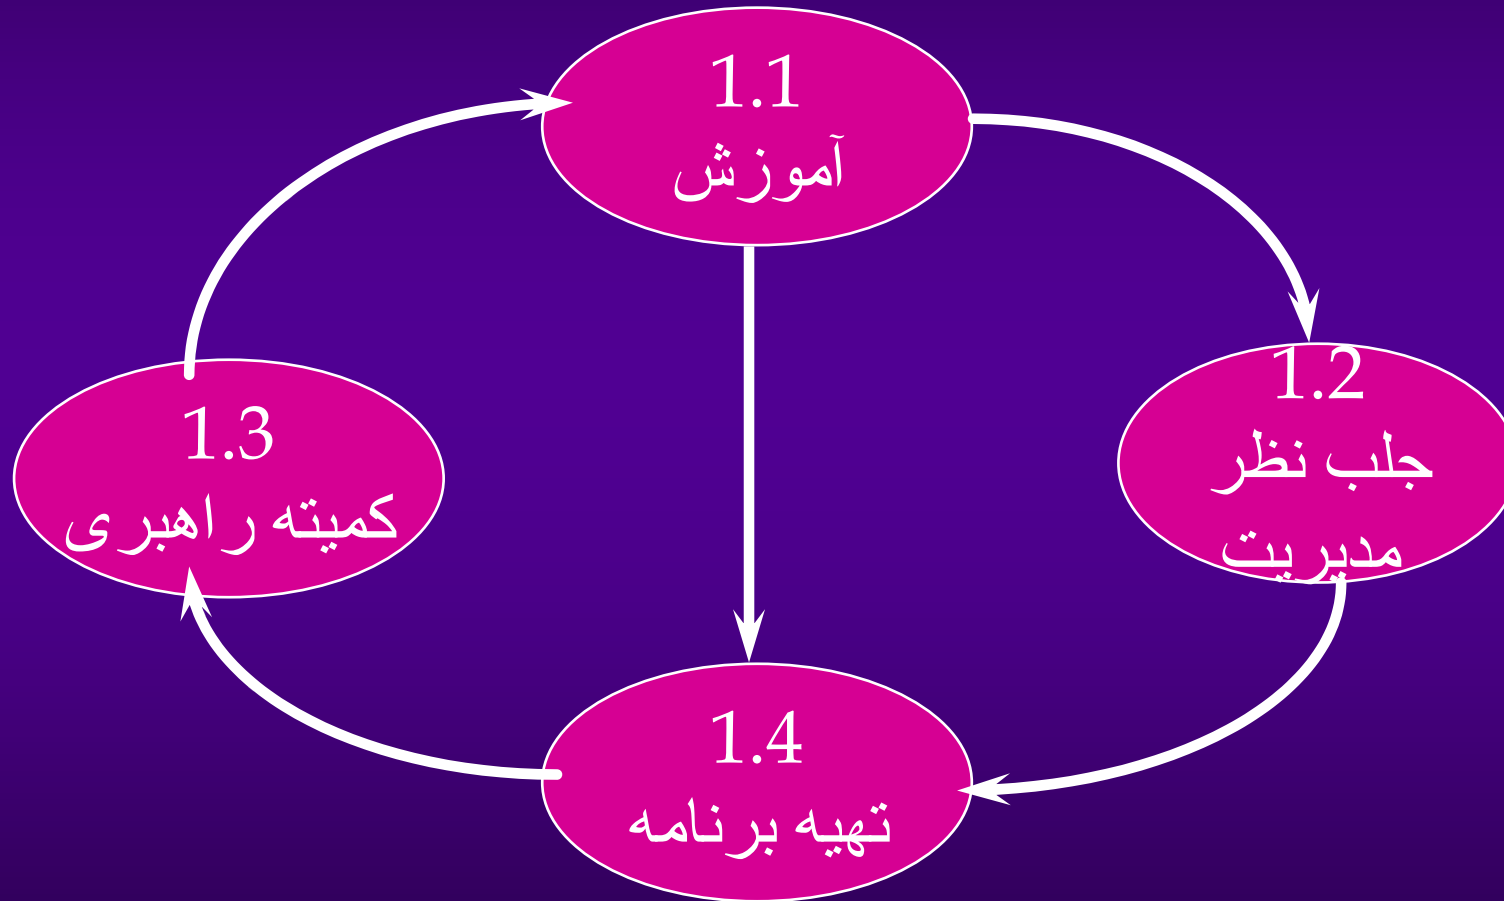 1.1
آموزش
1.2
جلب نظر
مدیریت
1.3
کمیته راهبری
1.4
تهیه برنامه